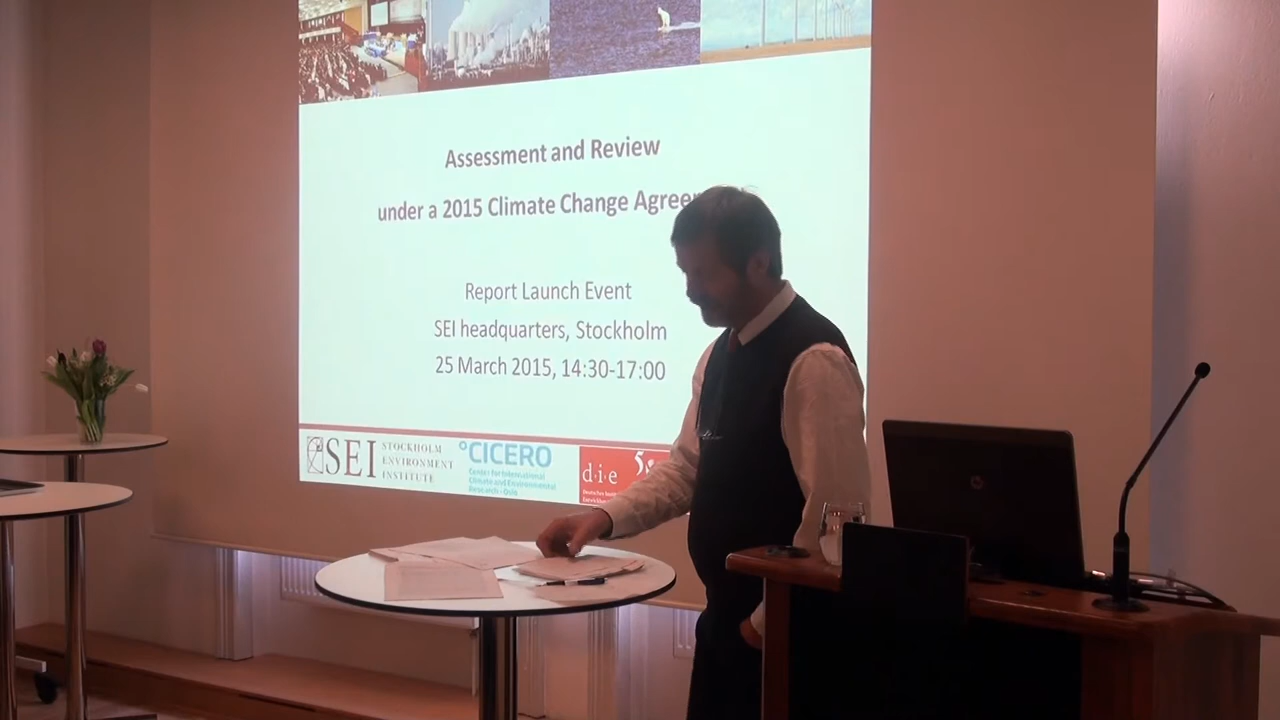 Assessment and Review
under a 2015 Climate Change Agree
Report Launch Event
SEI headquarters, Stockholm
25 March 2015, 14:30-17:00
SEI
STOCKHOLM
ENVIRONMENT
INSTITUTE
°CICERO
Center for International
Climate and Environmental
Research - Oslo
d·i·e
Deutsches